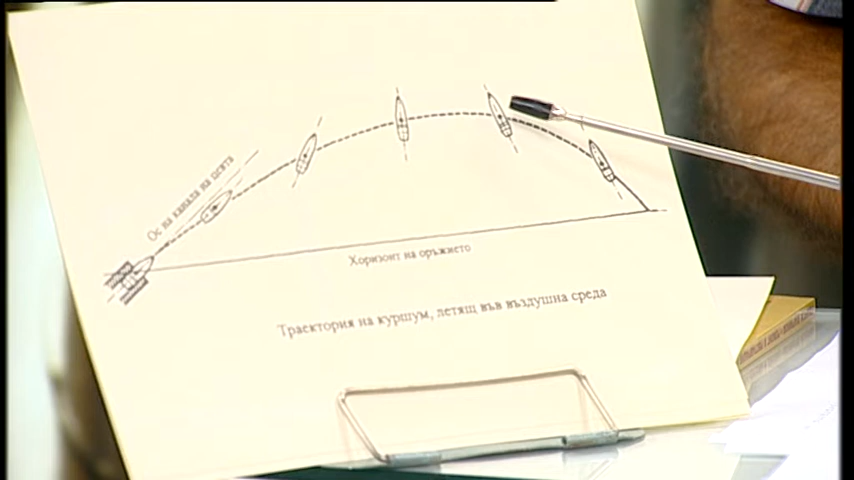 Ос на канала на цевта
Хоризонт на оръжието
Траектория на куршум, летящ във въздушна среда